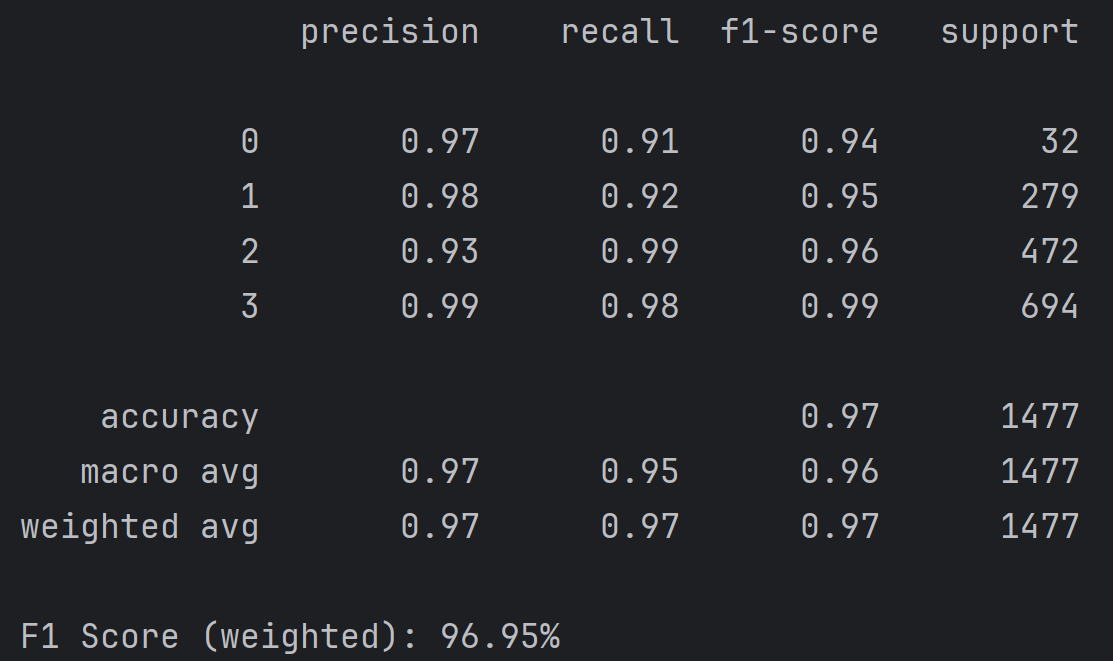 precision recall f1-score support
0 0.97 0.91 0.94 32
1 0.98 0.92 0.95 279
2 0.93 0.99 0.96 472
3 0.99 0.98 0.99 694
accuracy 0.97 1477
macro avg 0.97 0.95 0.96 1477
weighted avg 0.97 0.97 0.97 1477
F1 Score (weighted): 96.95%